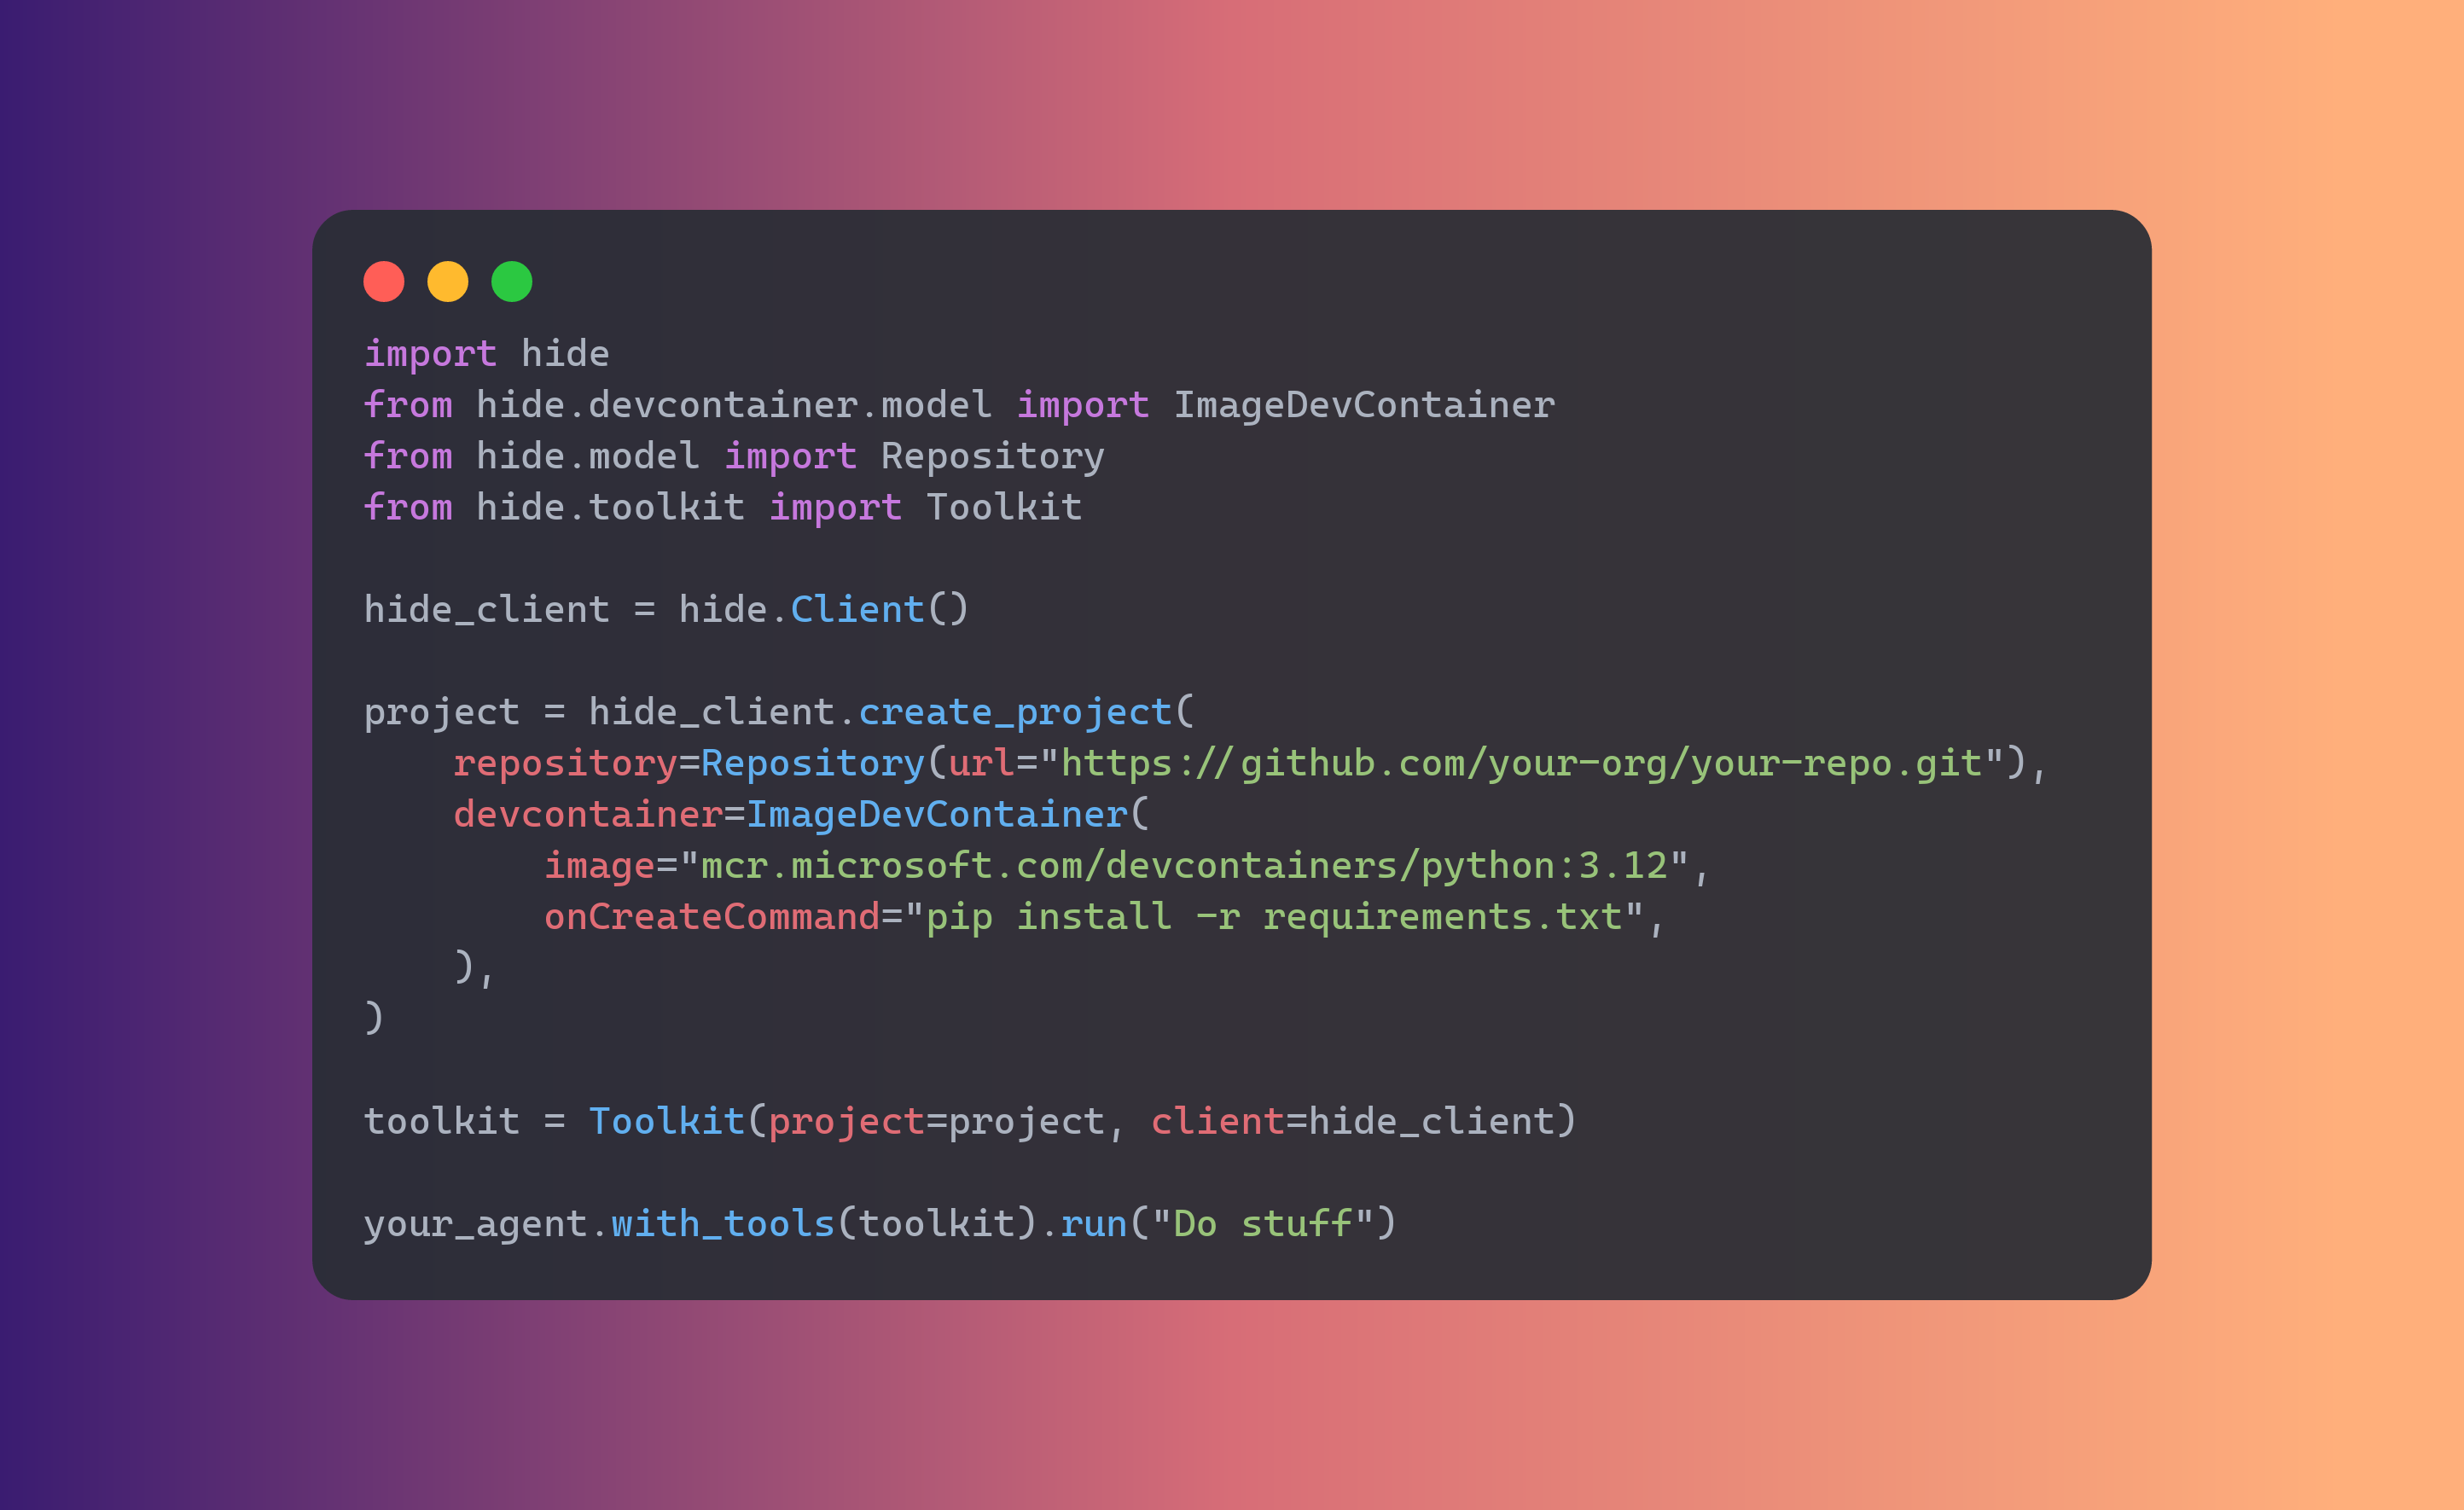 import hide
from hide.devcontainer.model import ImageDevContainer
from hide.model import Repository
from hide.toolkit import Toolkit

hide_client = hide.Client()

project = hide_client.create_project(
    repository=Repository(url="https://github.com/your-org/your-repo.git"),
    devcontainer=ImageDevContainer(
        image="mcr.microsoft.com/devcontainers/python:3.12",
        onCreateCommand="pip install -r requirements.txt",
    ),
)

toolkit = Toolkit(project=project, client=hide_client)

your_agent.with_tools(toolkit).run("Do stuff")